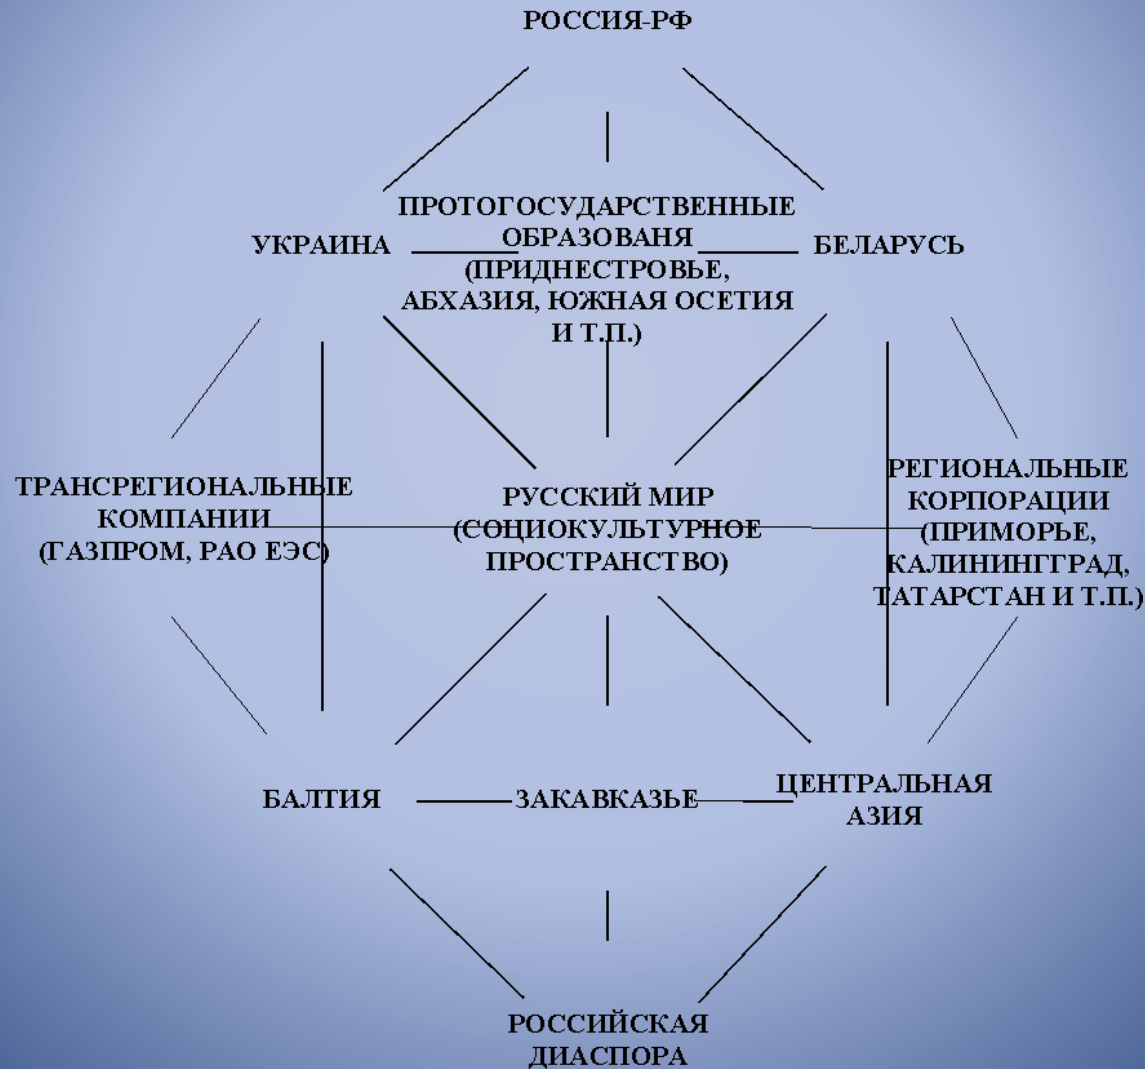 РОССИЯ-РФ
ПРОТОГОСУДАРСТВЕННЫЕ
ОБРАЗОВАНЯ
(ПРИДНЕСТРОВЬЕ,
АБХАЗИЯ, ЮЖНАЯ ОСЕТИЯ
И Т.П.)
УКРАИНА
БЕЛАРУСЬ
ТРАНСРЕГИОНАЛЬНЫЕ
КОМПАНИИ
(ГАЗПРОМ, РАО ЕЭС)
РУССКИЙ МИР
(СОЦИОКУЛЬТУРНОЕ
ПРОСТРАНСТВО)
РЕГИОНАЛЬНЫЕ
КОРПОРАЦИИ
(ПРИМОРЬЕ,
КАЛИНИНГГРАД,
ТАТАРСТАН И Т.П.)
БАЛТИЯ
ЗАКАВКАЗЬЕ
ЦЕНТРАЛЬНАЯ
АЗИЯ
РОССИЙСКАЯ
ДИАСПОРА